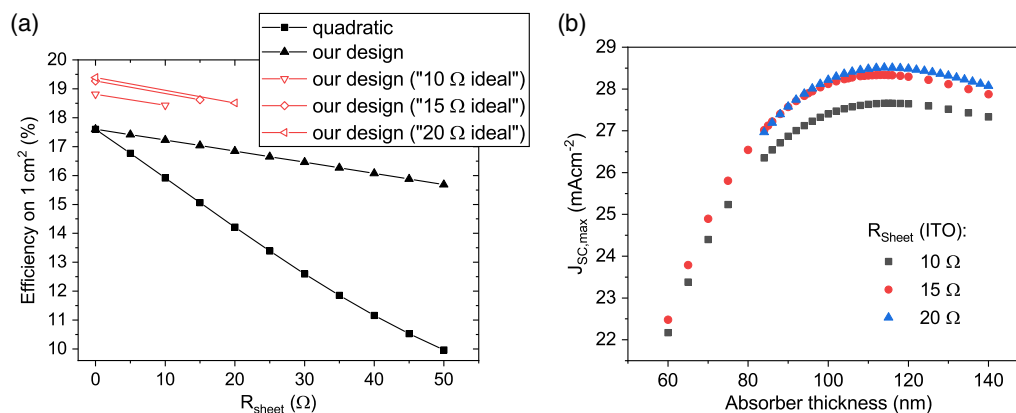 (a)
quadratic
our design
our design ("10 Ω ideal")
our design ("15 Ω ideal")
our design ("20 Ω ideal")
20
19
18
17
16
15
14
13
12
11
10
Efficiency on 1 cm² (%)
0 10 20 30 40 50
R_sheet (Ω)
(b)
29
28
27
26
25
24
23
22
J_SC,max (mAcm⁻²)
R_Sheet (ITO):
10 Ω
15 Ω
20 Ω
60 80 100 120 140
Absorber thickness (nm)